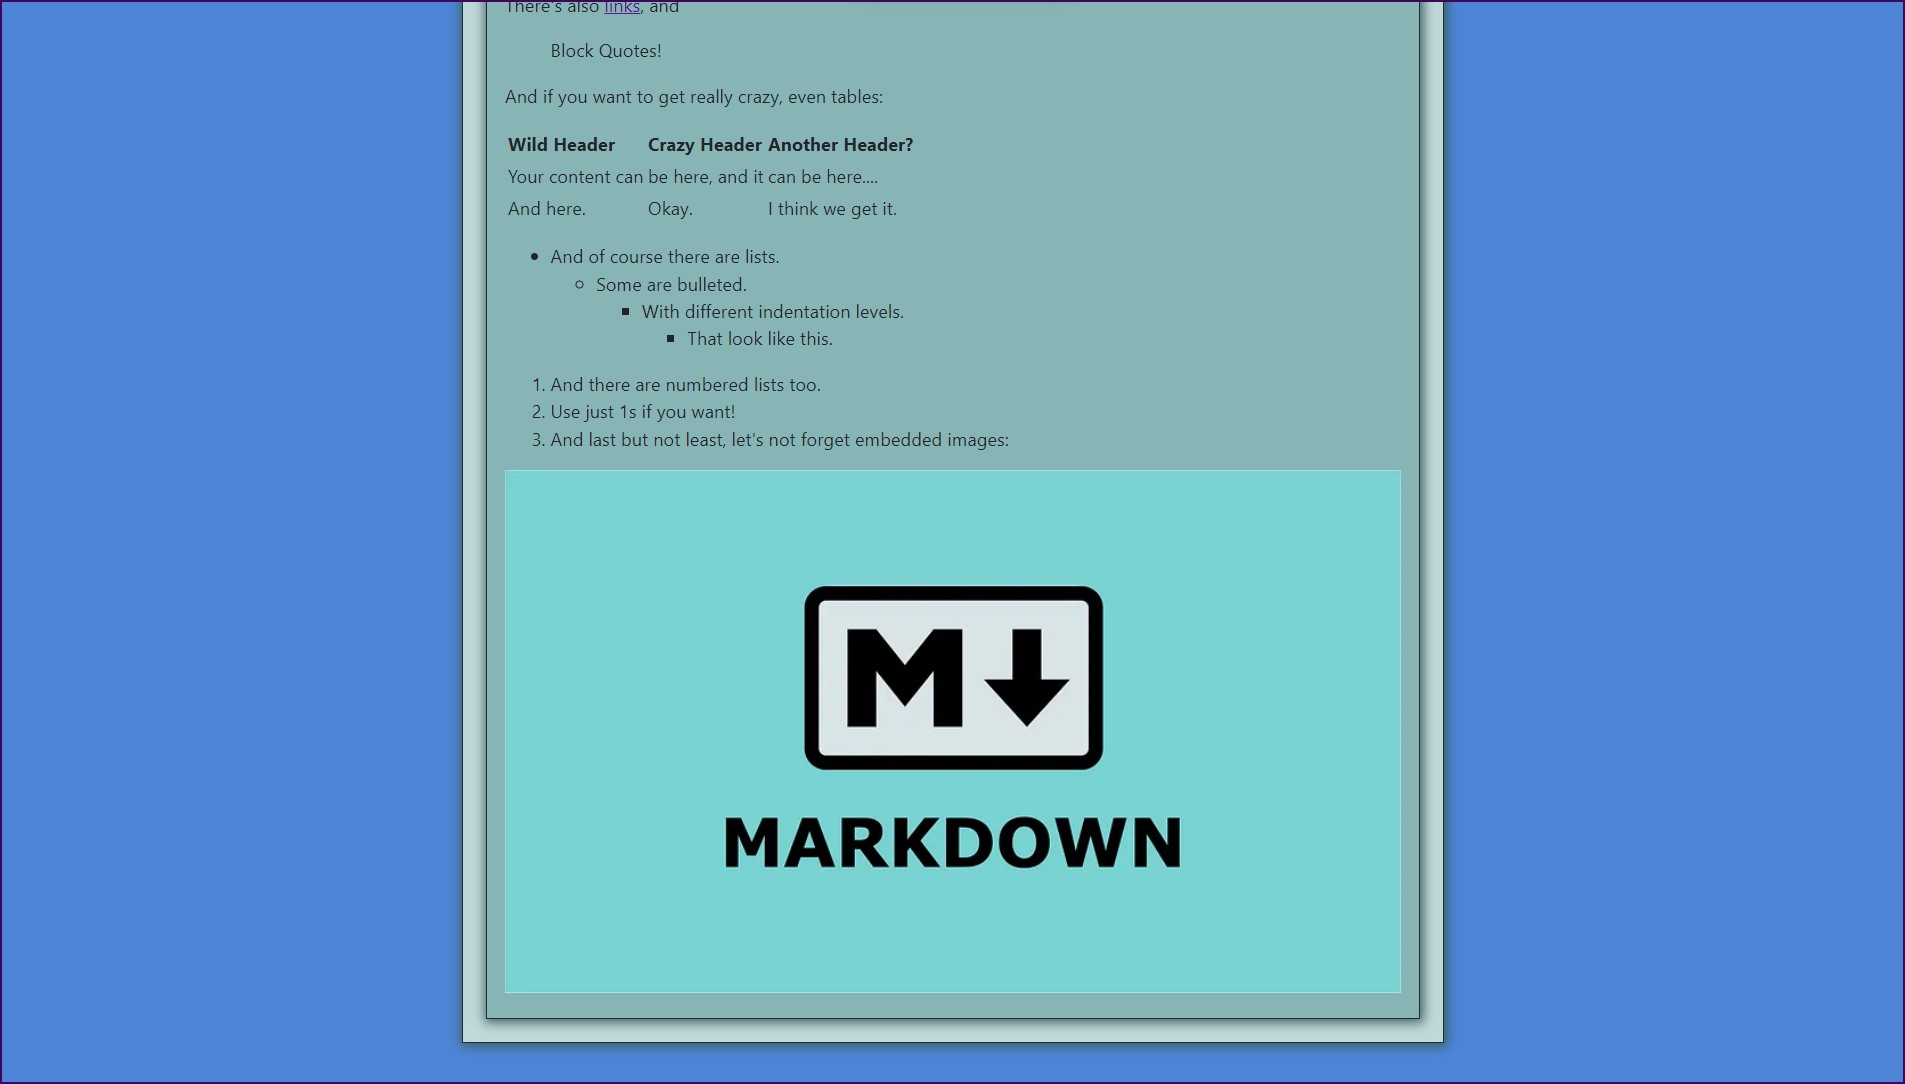 There's also links, and
Block Quotes!
And if you want to get really crazy, even tables:
Wild Header Crazy Header Another Header?
Your content can be here, and it can be here....
And here. Okay. I think we get it.
And of course there are lists.
Some are bulleted.
With different indentation levels.
That look like this.
1. And there are numbered lists too.
2. Use just 1s if you want!
3. And last but not least, let's not forget embedded images:
M
MARKDOWN